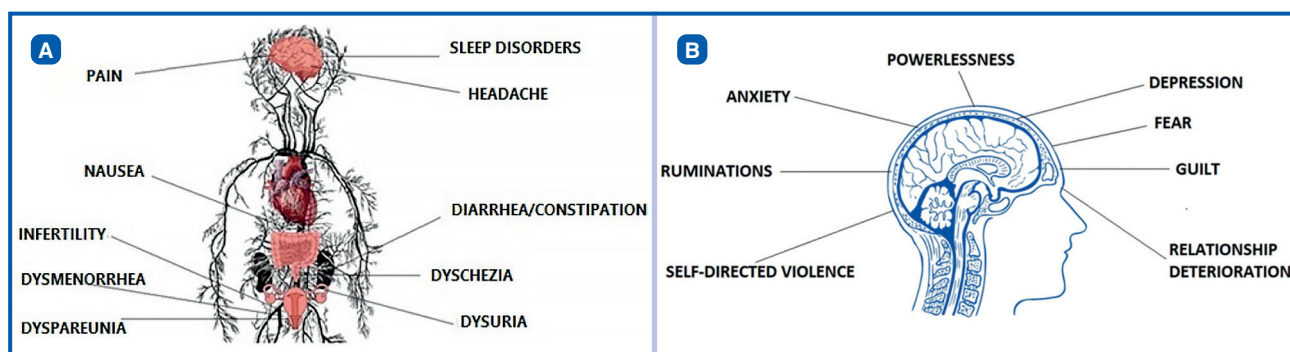 A
SLEEP DISORDERS
PAIN
HEADACHE
NAUSEA
DIARRHEA/CONSTIPATION
INFERTILITY
DYSCHEZIA
DYSMENORRHEA
DYSURIA
DYSPAREUNIA
B
POWERLESSNESS
DEPRESSION
ANXIETY
FEAR
RUMINATIONS
GUILT
SELF-DIRECTED VIOLENCE
RELATIONSHIP
DETERIORATION